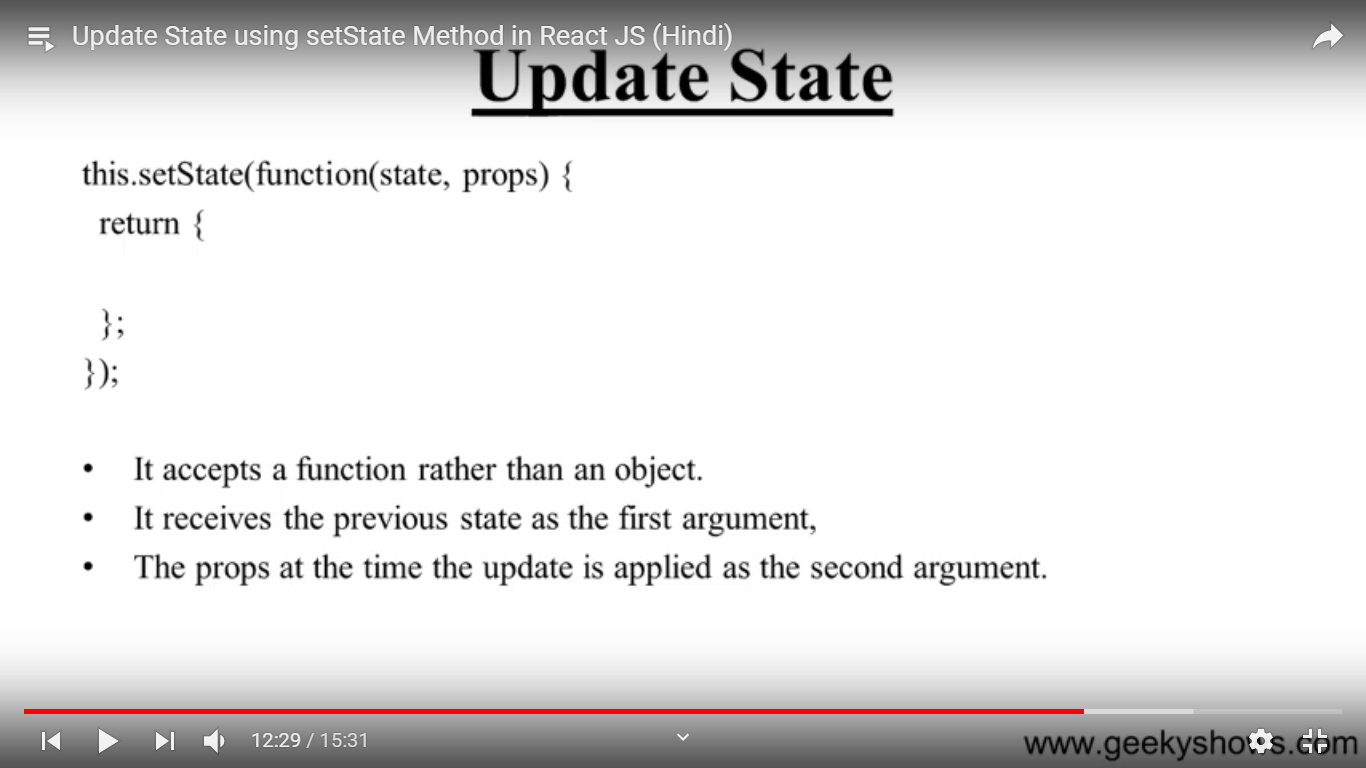 Update State using setState Method in React JS (Hindi)
Update State
this.setState(function(state, props) {
return {
};
});
• It accepts a function rather than an object.
• It receives the previous state as the first argument,
• The props at the time the update is applied as the second argument.
12:29 / 15:31
www.geekyshows.com